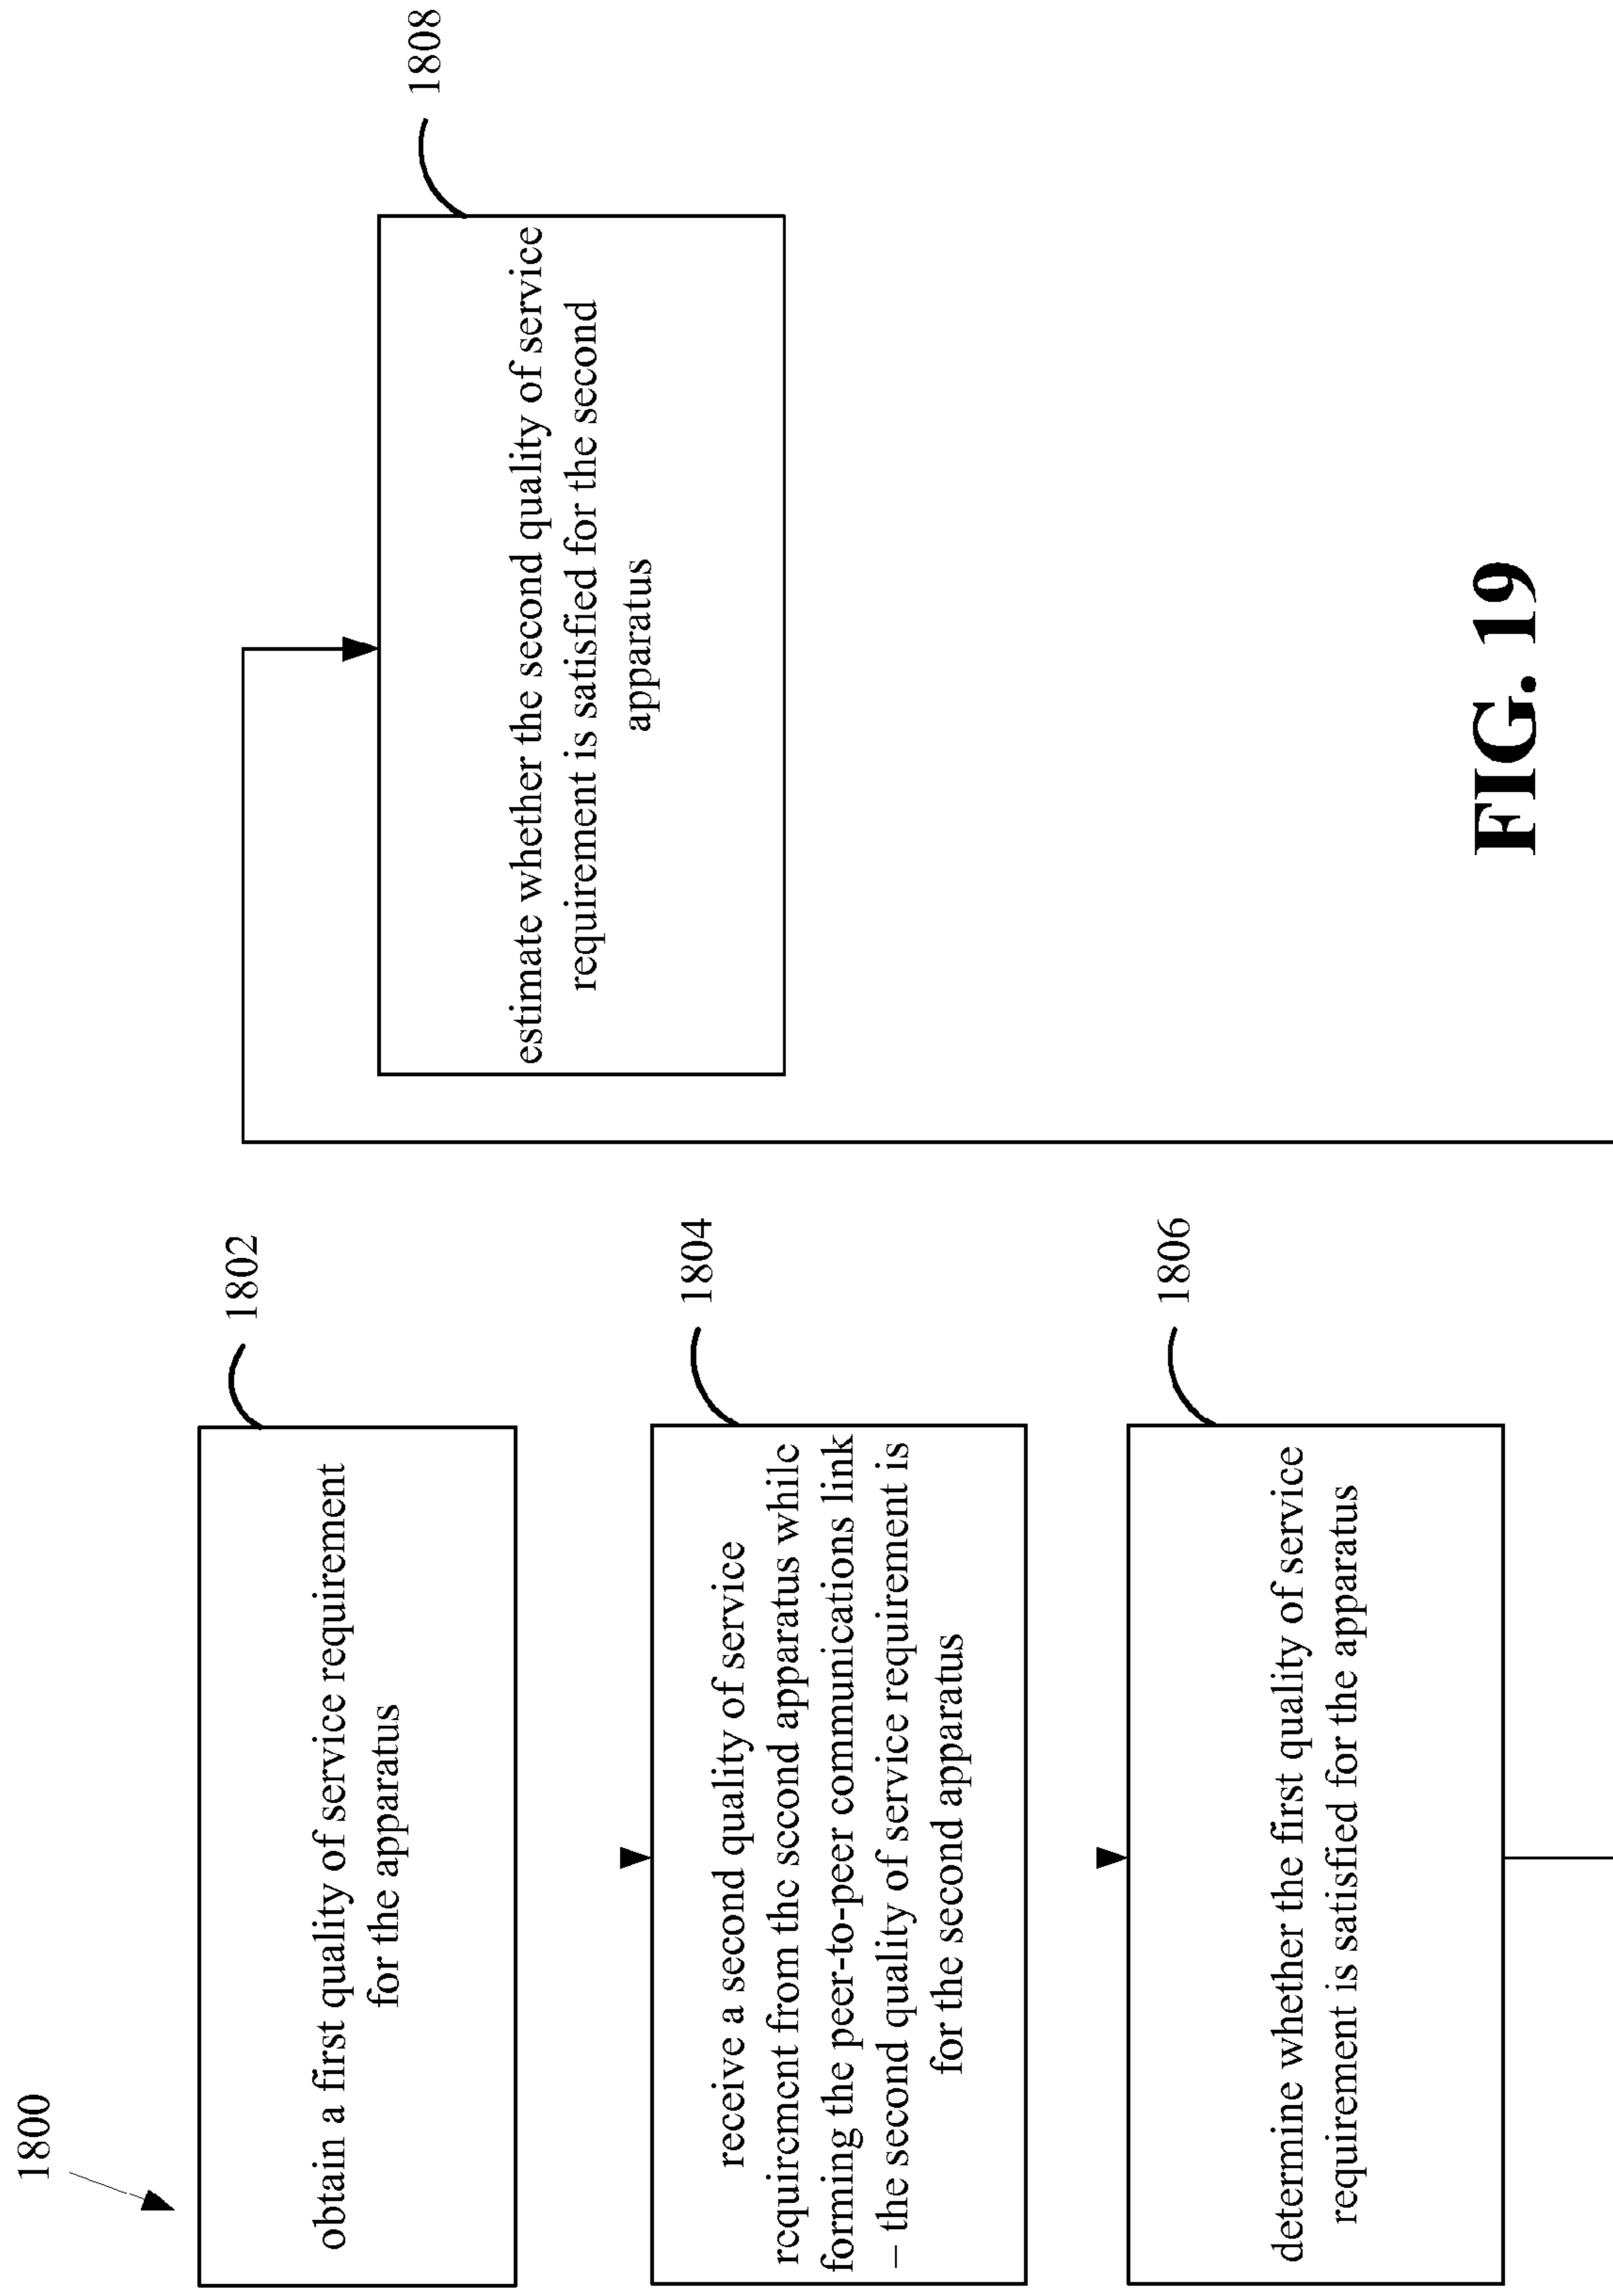 1800
1802
obtain a first quality of service requirement
for the apparatus
1804
receive a second quality of service
requirement from the second apparatus while
forming the peer-to-peer communications link
– the second quality of service requirement is
for the second apparatus
1806
determine whether the first quality of service
requirement is satisfied for the apparatus
1808
estimate whether the second quality of service
requirement is satisfied for the second
apparatus
FIG. 19